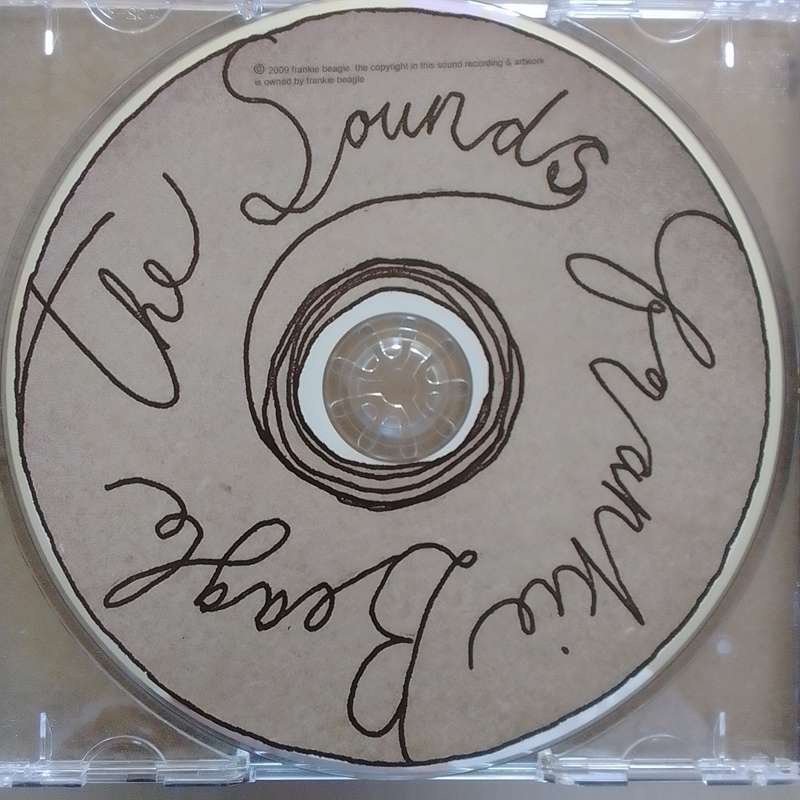 © 2009 frankie beagle. the copyright in this sound recording & artwork
is owned by frankie beagle
The Sounds
Frankie
Beagle